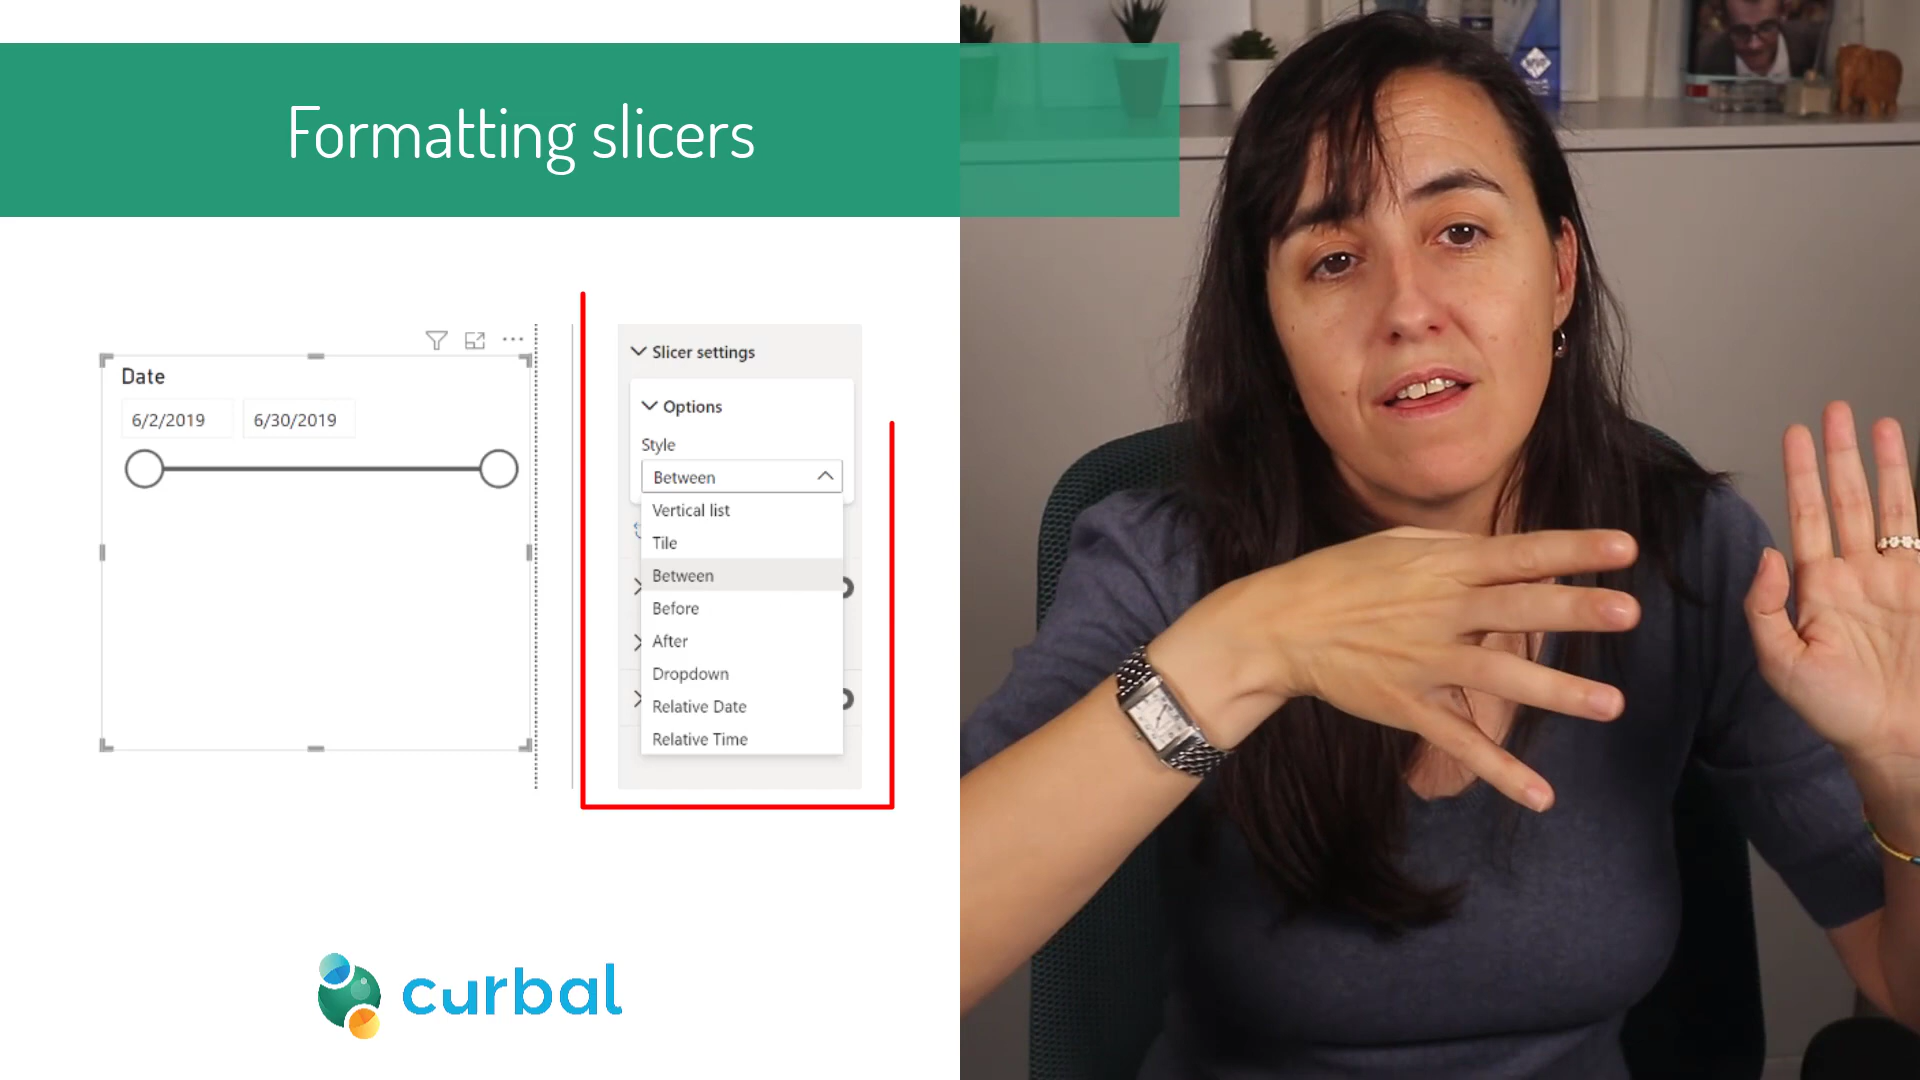 Formatting slicers
Date
6/2/2019 6/30/2019
Slicer settings
Options
Style
Between
Vertical list
Tile
Between
Before
After
Dropdown
Relative Date
Relative Time
curbal